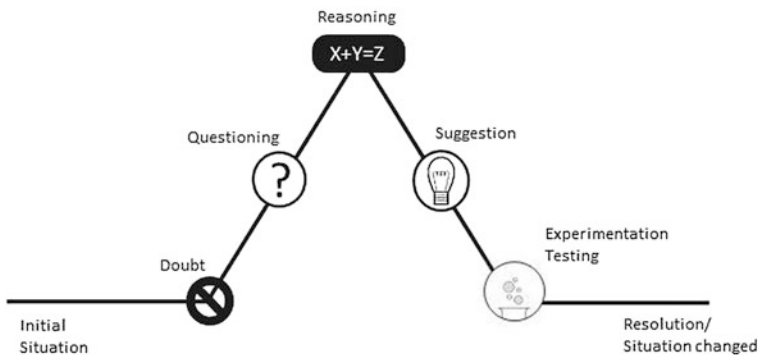 Reasoning
X+Y=Z
Questioning
?
Suggestion
Doubt
Experimentation
Testing
Initial
Situation
Resolution/
Situation changed